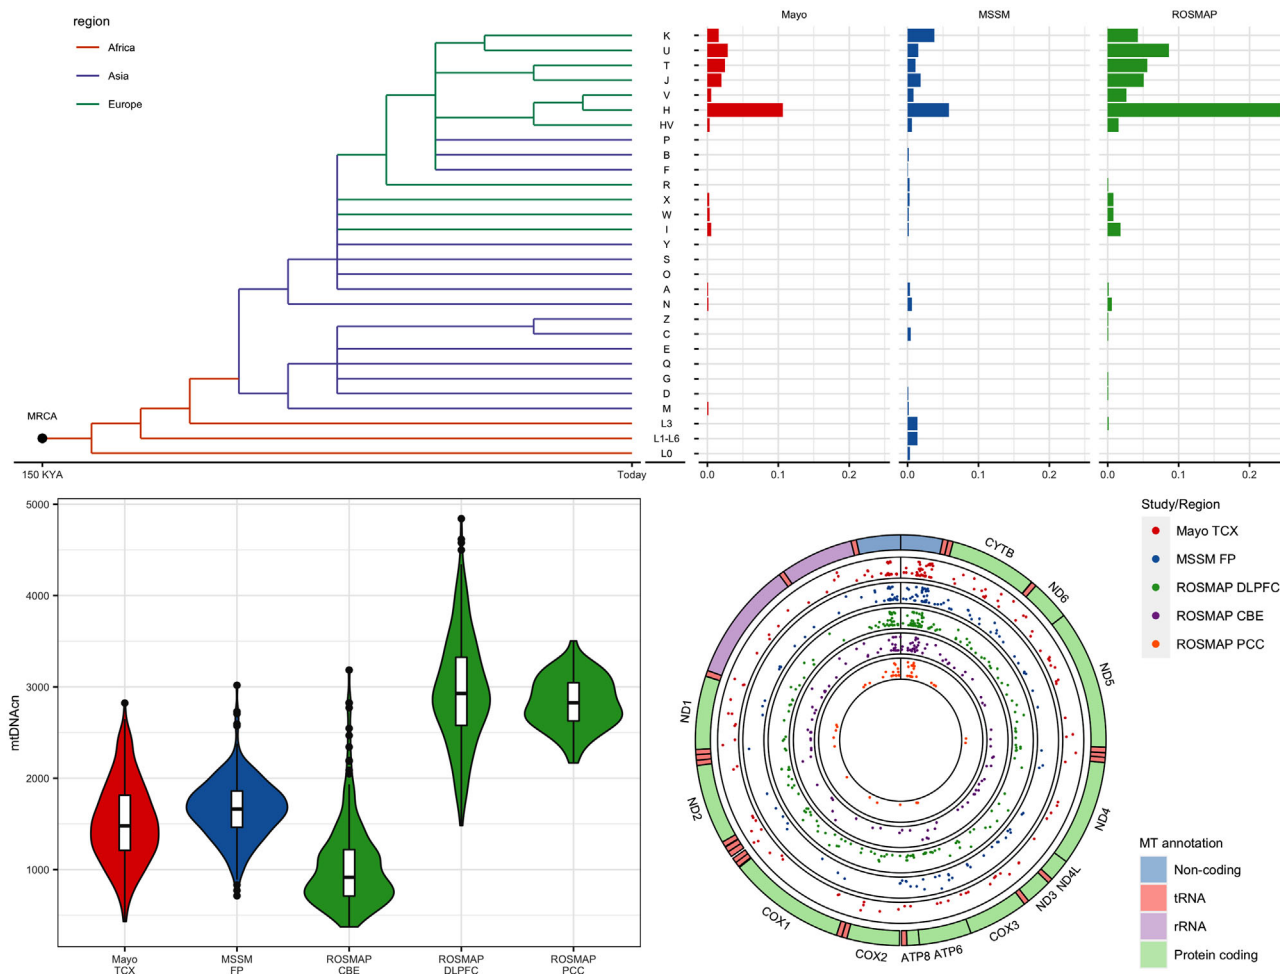 region
Africa
Asia
Europe
MRCA
150 KYA
Today
K
U
T
J
V
H
HV
P
B
F
R
X
W
I
Y
S
O
A
N
Z
C
E
Q
G
D
M
L3
L1-L6
L0
Mayo
0.0 0.1 0.2
MSSM
0.0 0.1 0.2
ROSMAP
0.0 0.1 0.2
mtDNAcn
5000
4000
3000
2000
1000
Mayo
TCX
MSSM
FP
ROSMAP
CBE
ROSMAP
DLPFC
ROSMAP
PCC
CYTB
ND6
ND5
ND4
ND4L
ND3
COX3
ATP6
ATP8
COX2
COX1
ND2
ND1
Study/Region
Mayo TCX
MSSM FP
ROSMAP DLPFC
ROSMAP CBE
ROSMAP PCC
MT annotation
Non-coding
tRNA
rRNA
Protein coding